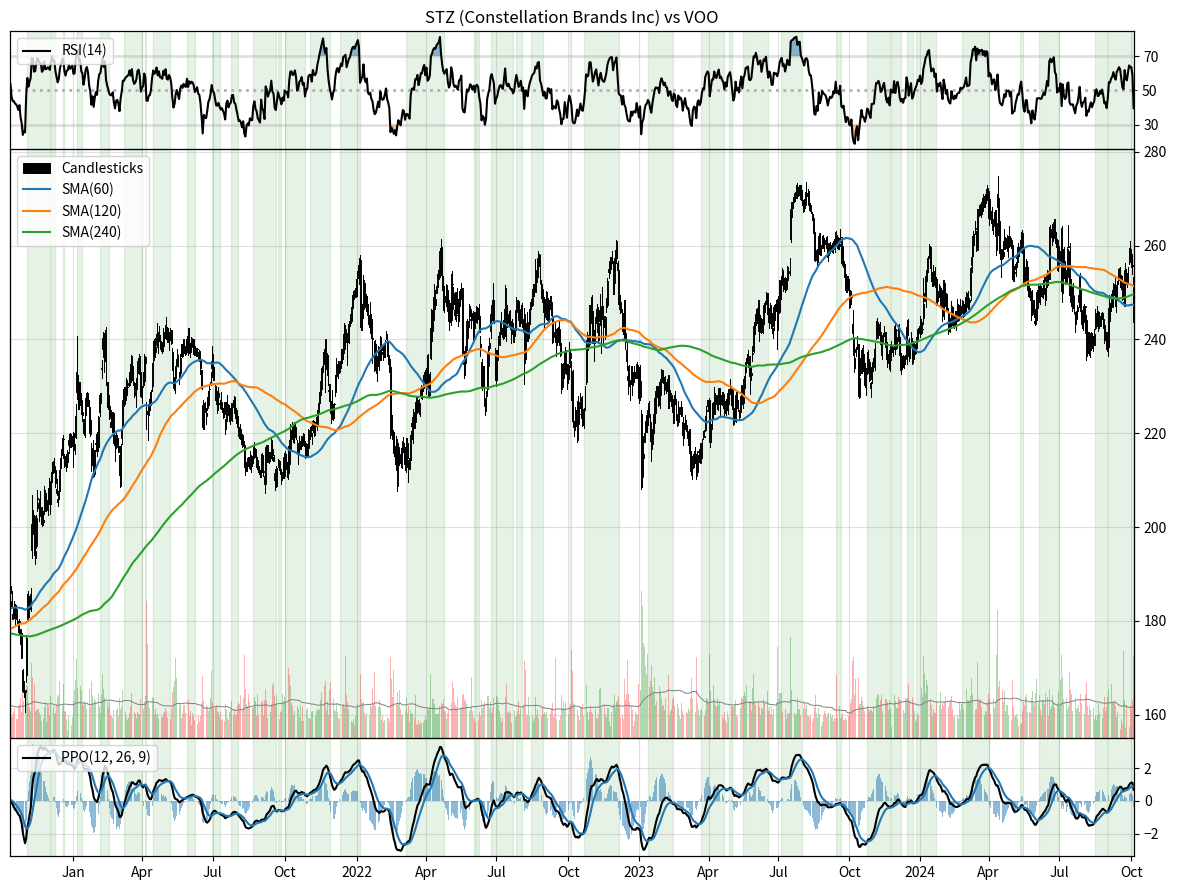 STZ (Constellation Brands Inc) vs VOO
RSI(14)
70
50
30
Candlesticks
SMA(60)
SMA(120)
SMA(240)
280
260
240
220
200
180
160
PPO(12, 26, 9)
2
0
−2
Jan Apr Jul Oct 2022 Apr Jul Oct 2023 Apr Jul Oct 2024 Apr Jul Oct